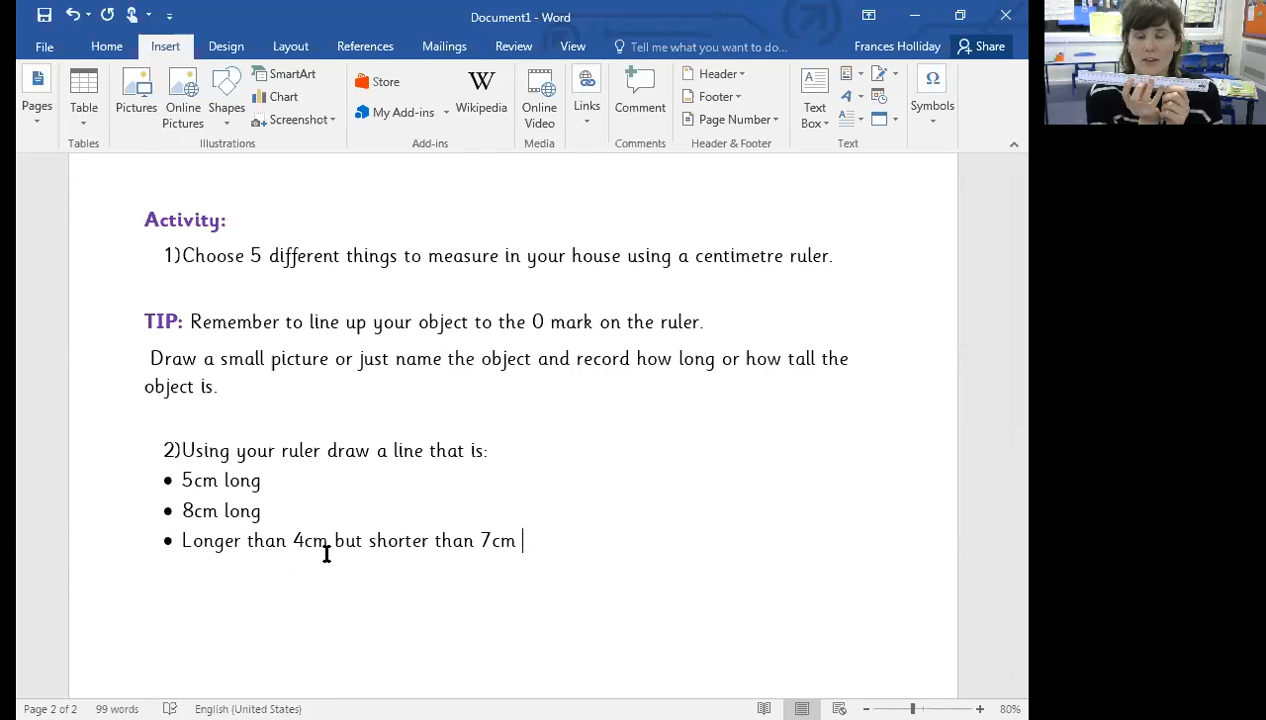 Document1 - Word
File Home Insert Design Layout References Mailings Review View Tell me what you want to do... Frances Holliday Share
Pages Table Pictures Online Pictures Shapes SmartArt Chart Screenshot Store My Add-ins Wikipedia Online Video Links Comment Header Footer Page Number Text Box Symbols
Tables Illustrations Add-ins Media Comments Header & Footer Text
Activity:
1)Choose 5 different things to measure in your house using a centimetre ruler.
TIP: Remember to line up your object to the 0 mark on the ruler.
Draw a small picture or just name the object and record how long or how tall the
object is.
2)Using your ruler draw a line that is:
• 5cm long
• 8cm long
• Longer than 4cm but shorter than 7cm
Page 2 of 2 99 words English (United States) 80%